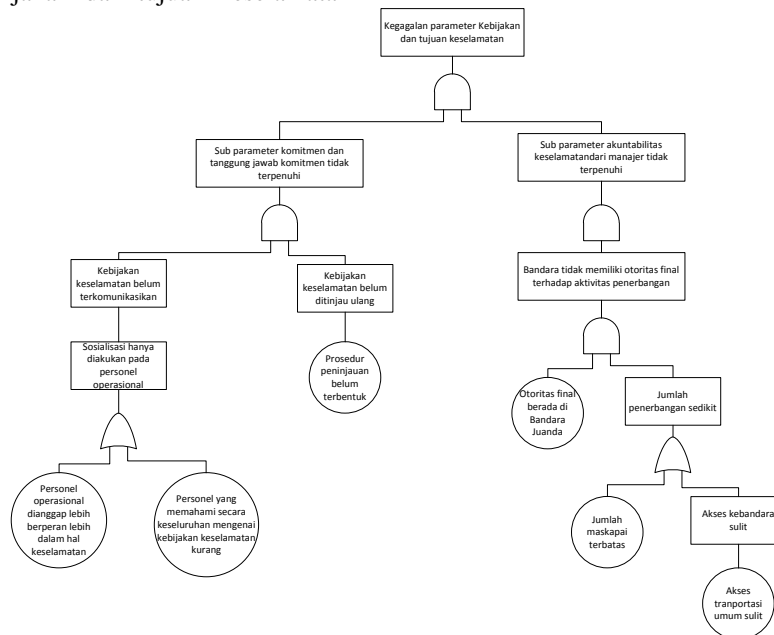 Kegagalan parameter Kebijakan
dan tujuan keselamatan
Sub parameter komitmen dan
tanggung jawab komitmen tidak
terpenuhi
Sub parameter akuntabilitas
keselamatandari manajer tidak
terpenuhi
Kebijakan
keselamatan belum
terkomunikasikan
Kebijakan
keselamatan belum
ditinjau ulang
Bandara tidak memiliki otoritas final
terhadap aktivitas penerbangan
Sosialisasi hanya
diakukan pada
personel
operasional
Prosedur
peninjauan
belum
terbentuk
Otoritas final
berada di
Bandara
Juanda
Jumlah
penerbangan sedikit
Personel
operasional
dianggap lebih
berperan lebih
dalam hal
keselamatan
Personel yang
memahami secara
keseluruhan mengenai
kebijakan keselamatan
kurang
Jumlah
maskapai
terbatas
Akses kebandara
sulit
Akses
tranportasi
umum sulit